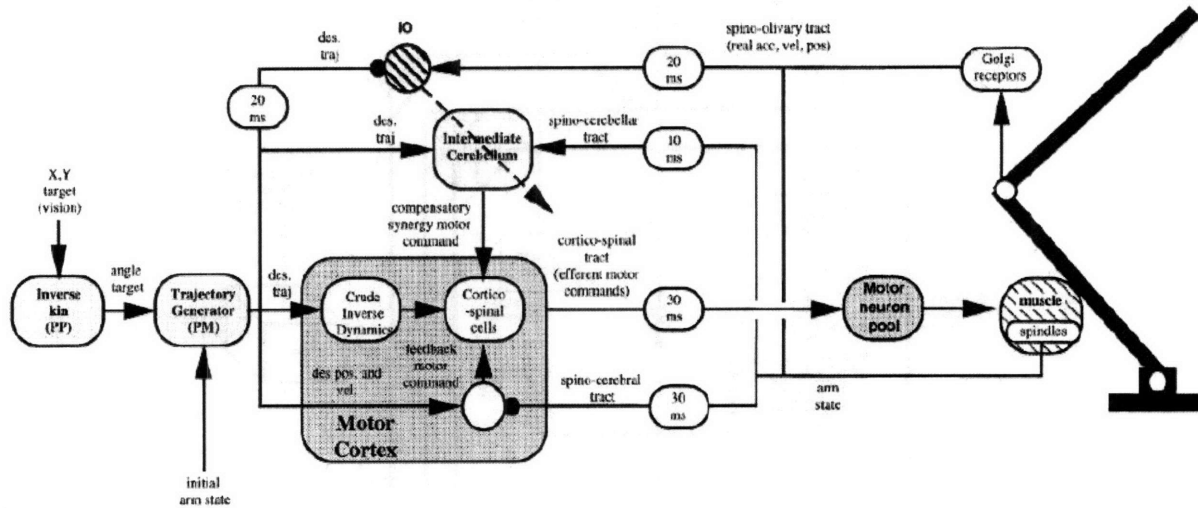 IO
des.
traj
spino-olivary tract
(real acc, vel, pos)
20
ms
Golgi
receptors
20
ms
des.
traj
Intermediate
Cerebellum
spino-cerebellar
tract
10
ms
X,Y
target
(vision)
compensatory
synergy motor
command
cortico-spinal
tract
(efferent motor
commands)
angle
target
des.
traj
Inverse
kin
(PP)
Trajectory
Generator
(PM)
Crude
Inverse
Dynamics
Cortico
-spinal
cells
30
ms
Motor
neuron
pool
muscle
spindles
feedback
motor
command
des pos. and
vel
spino-cerebral
tract
30
ms
arm
state
Motor
Cortex
initial
arm state